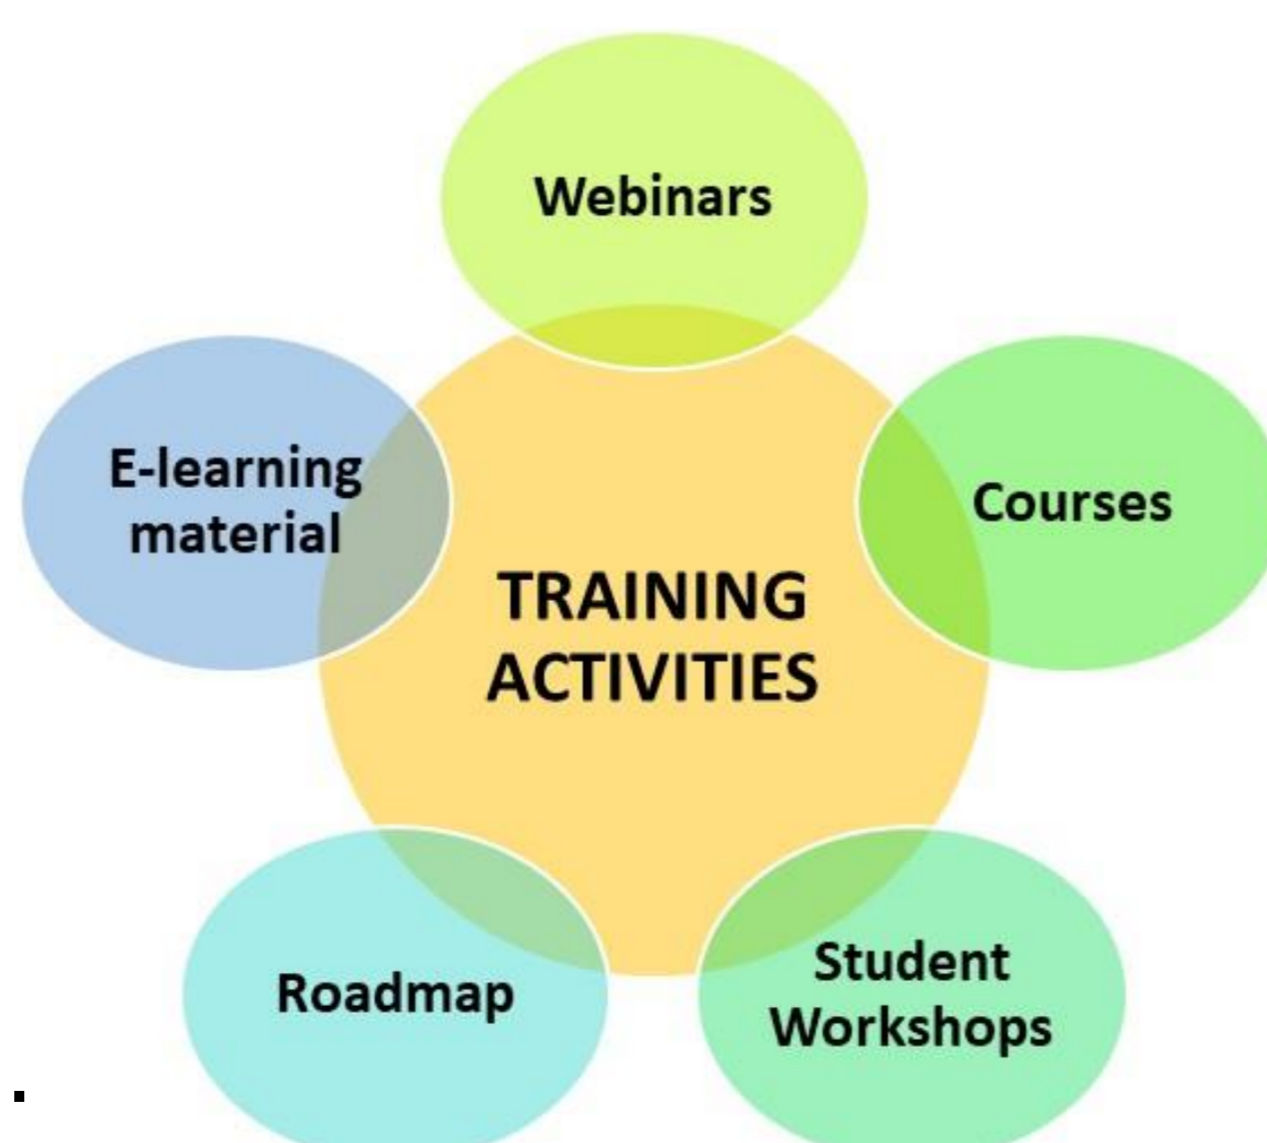 Webinars
E-learning
material
Courses
TRAINING
ACTIVITIES
Roadmap
Student
Workshops